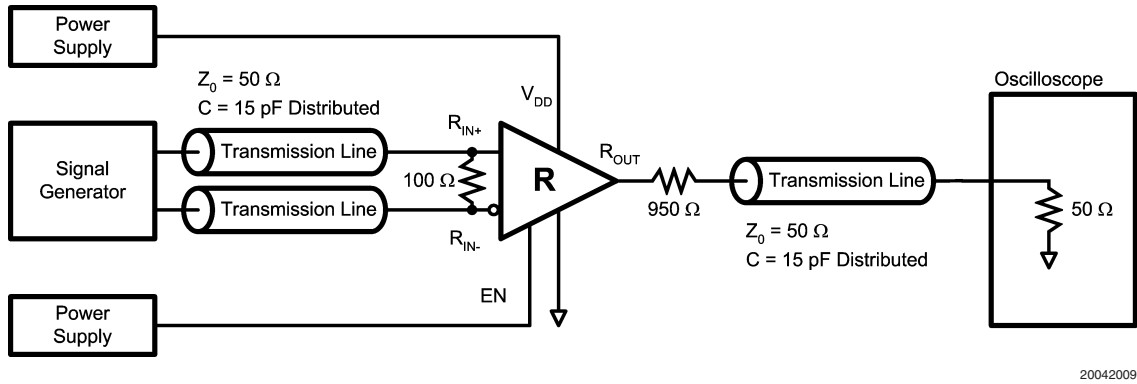 Power
Supply
Z0 = 50 Ω
C = 15 pF Distributed
VDD
Oscilloscope
Signal
Generator
Transmission Line
Transmission Line
RIN+
100 Ω
RIN-
R
ROUT
950 Ω
Transmission Line
Z0 = 50 Ω
C = 15 pF Distributed
50 Ω
EN
Power
Supply
20042009